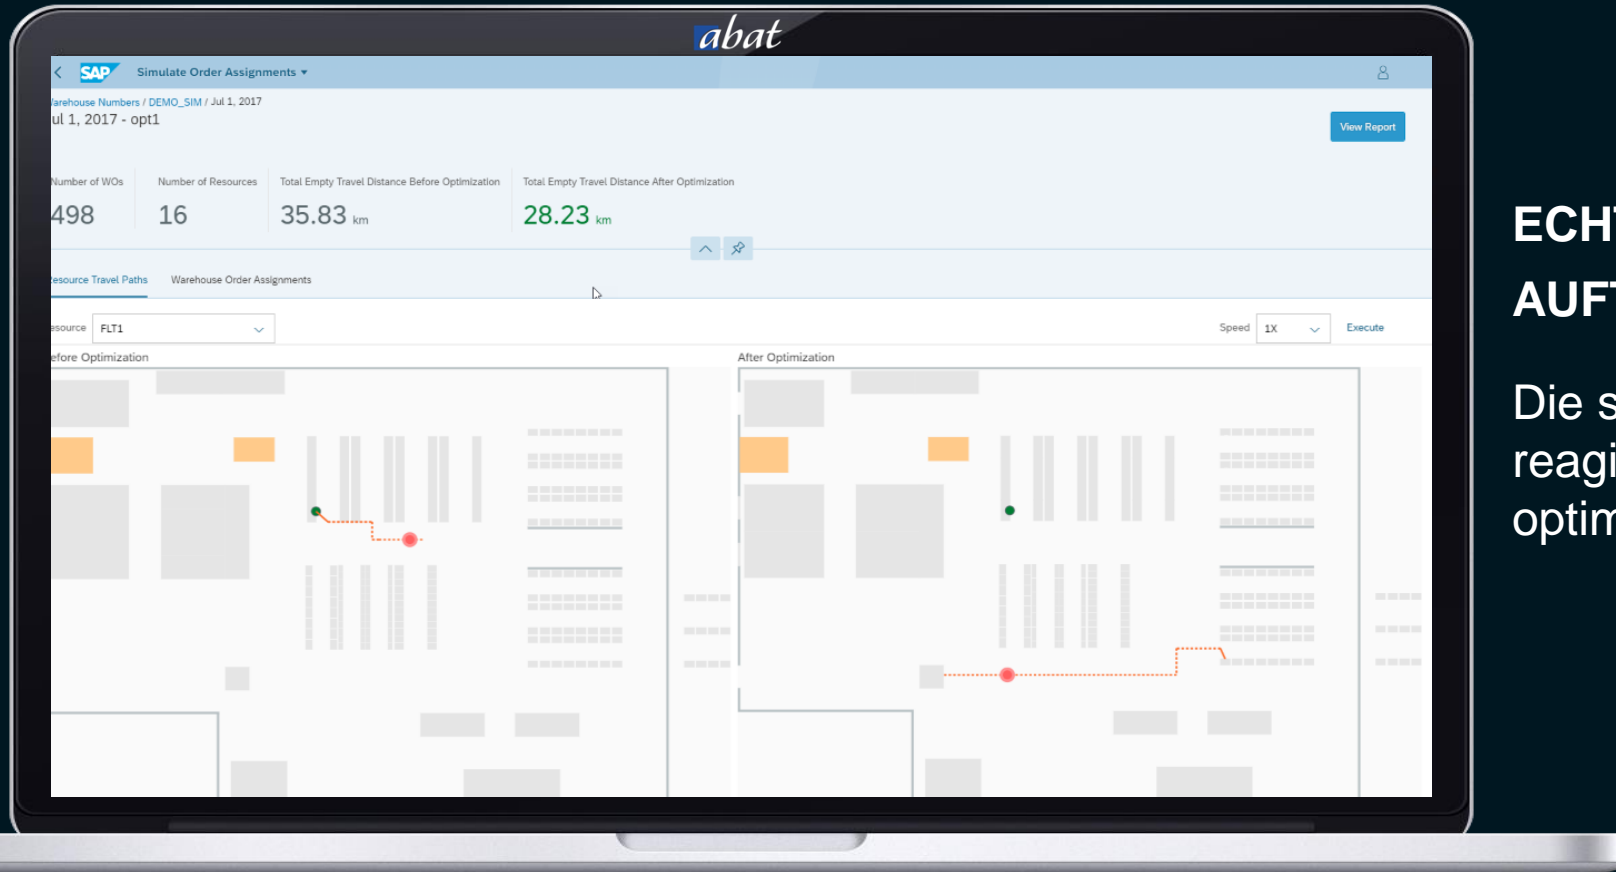 abat
SAP Simulate Order Assignments
Warehouse Numbers / DEMO_SIM / Jul 1, 2017
ul 1, 2017 - opt1
View Report
Number of WOs Number of Resources Total Empty Travel Distance Before Optimization Total Empty Travel Distance After Optimization
498 16 35.83 km 28.23 km
esource Travel Paths Warehouse Order Assignments
esource FLT1 Speed 1X Execute
efore Optimization After Optimization
ECHT
AUFT
Die s
reagi
optim